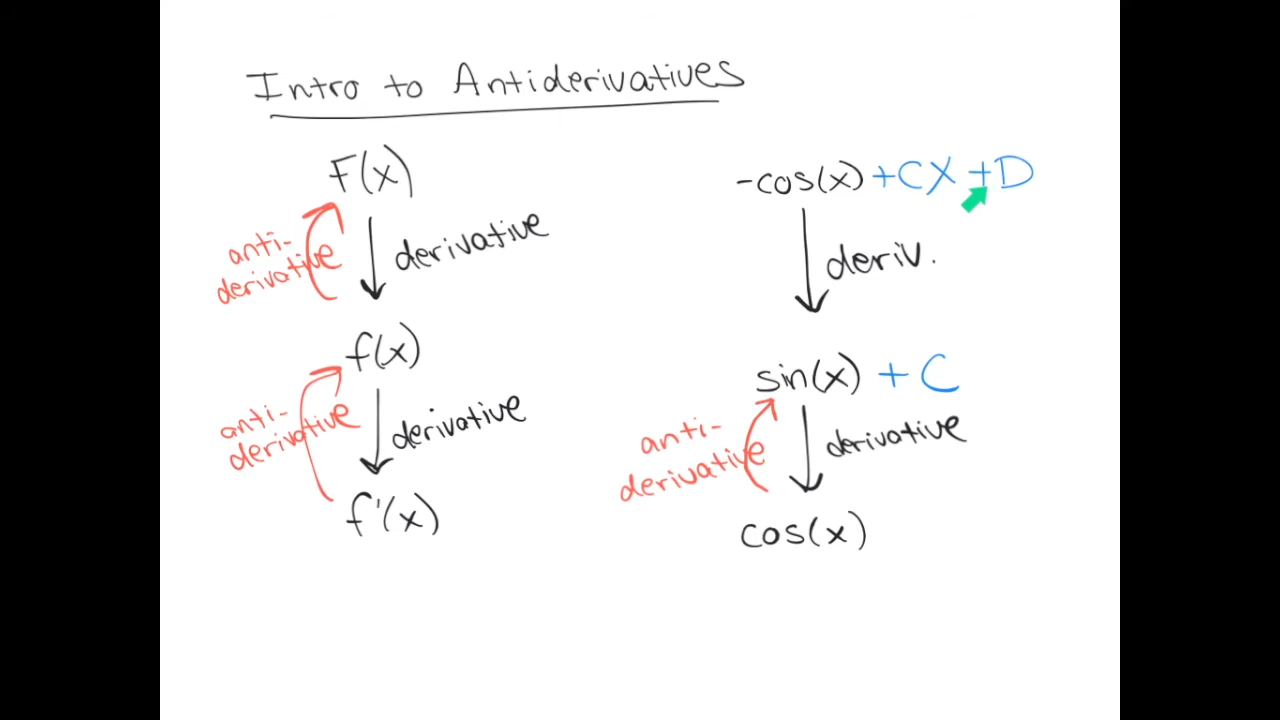 Intro to Antiderivatives
F(x)
anti-
derivative
derivative
f(x)
anti-
derivative
derivative
f'(x)
-cos(x) +CX +D
deriv.
sin(x) + C
anti-
derivative
derivative
cos(x)